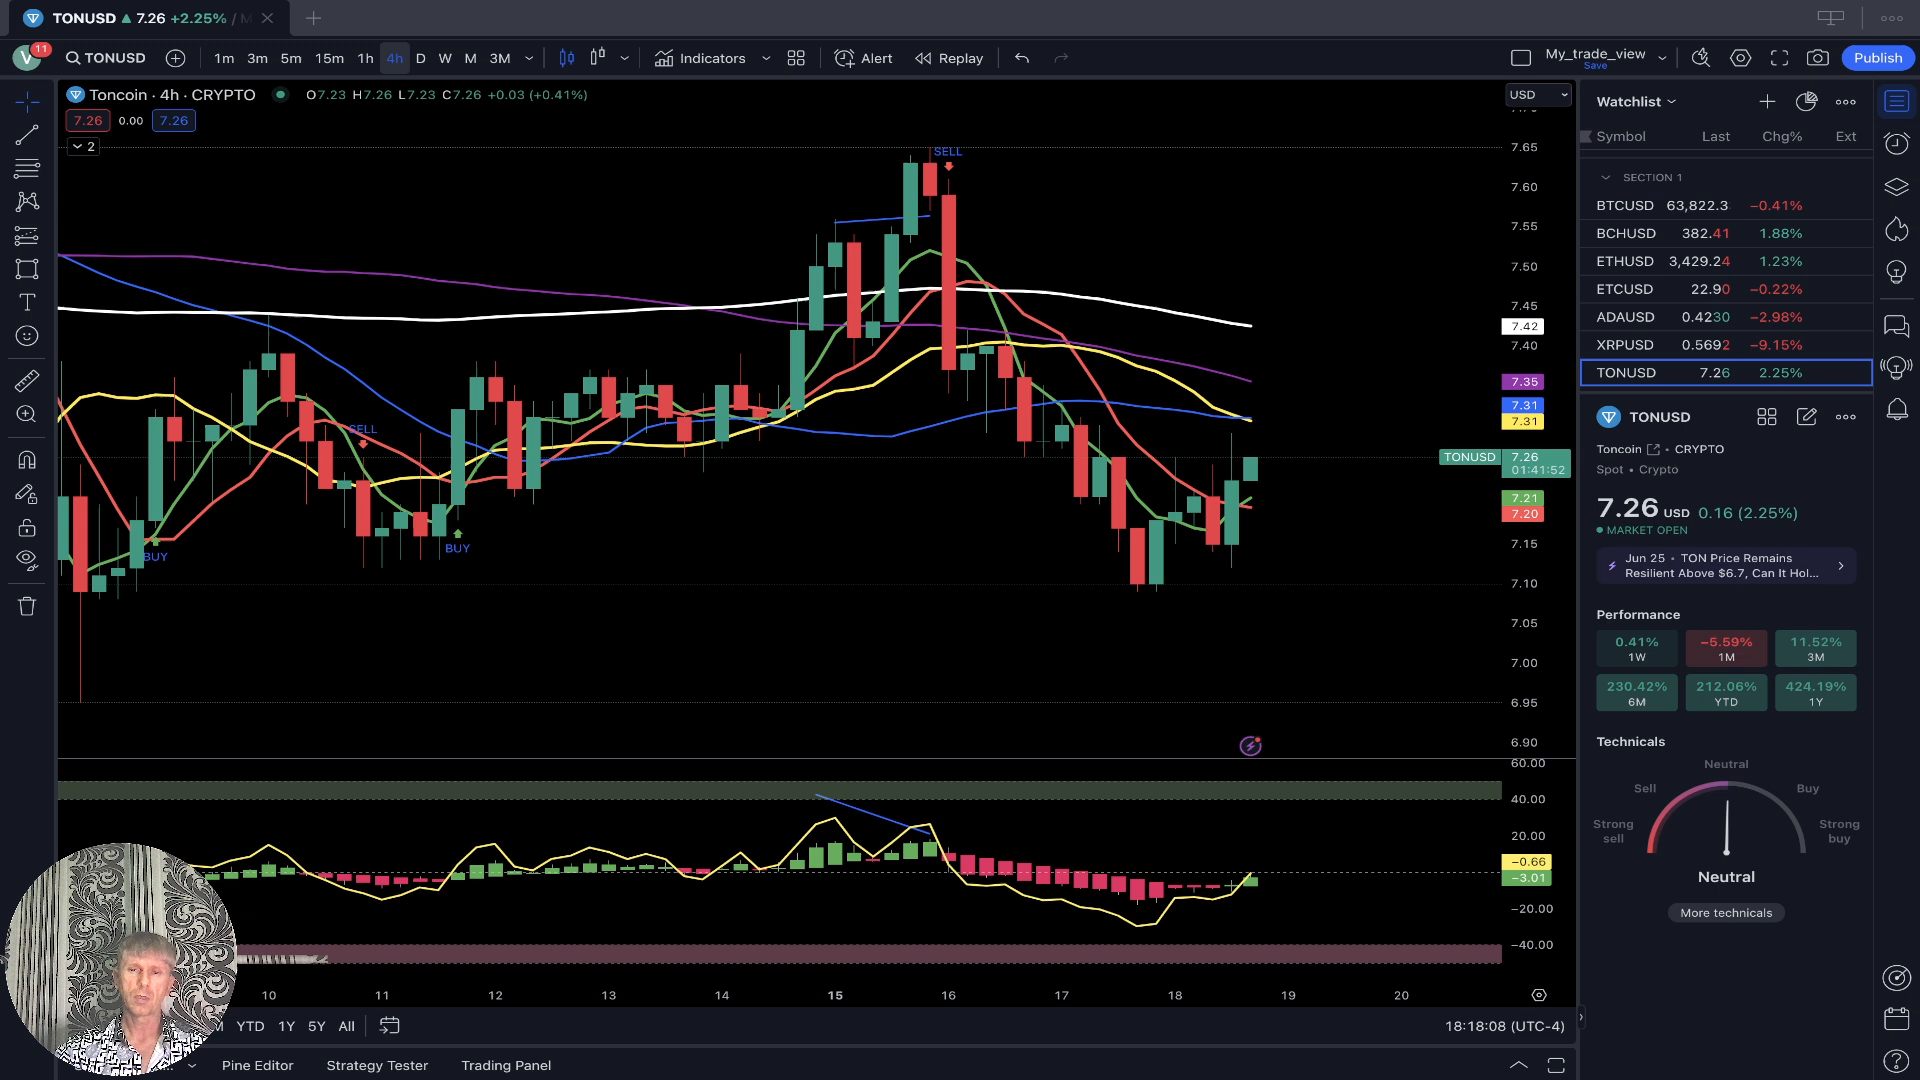 TONUSD ▲ 7.26 +2.25% /
V 11 TONUSD 1m 3m 5m 15m 1h 4h D W M 3M Indicators Alert Replay My_trade_view Save Publish
Toncoin · 4h · CRYPTO O7.23 H7.26 L7.23 C7.26 +0.03 (+0.41%)
7.26 0.00 7.26
2
USD
7.65
7.60
7.55
7.50
7.45
7.42
7.40
7.35
7.31
7.31
TONUSD 7.26
01:41:52
7.21
7.20
7.15
7.10
7.05
7.00
6.95
6.90
SELL
SELL
BUY
BUY
60.00
40.00
20.00
−0.66
−3.01
−20.00
−40.00
10 11 12 13 14 15 16 17 18 19 20
YTD 1Y 5Y All 18:18:08 (UTC-4)
Pine Editor Strategy Tester Trading Panel
Watchlist
Symbol Last Chg% Ext
SECTION 1
BTCUSD 63,822.3 −0.41%
BCHUSD 382.41 1.88%
ETHUSD 3,429.24 1.23%
ETCUSD 22.90 −0.22%
ADAUSD 0.4230 −2.98%
XRPUSD 0.5692 −9.15%
TONUSD 7.26 2.25%
TONUSD
Toncoin • CRYPTO
Spot • Crypto
7.26 USD 0.16 (2.25%)
MARKET OPEN
Jun 25 • TON Price Remains
Resilient Above $6.7, Can It Hol...
Performance
0.41% −5.59% 11.52%
1W 1M 3M
230.42% 212.06% 424.19%
6M YTD 1Y
Technicals
Neutral
Sell Buy
Strong sell Strong buy
Neutral
More technicals